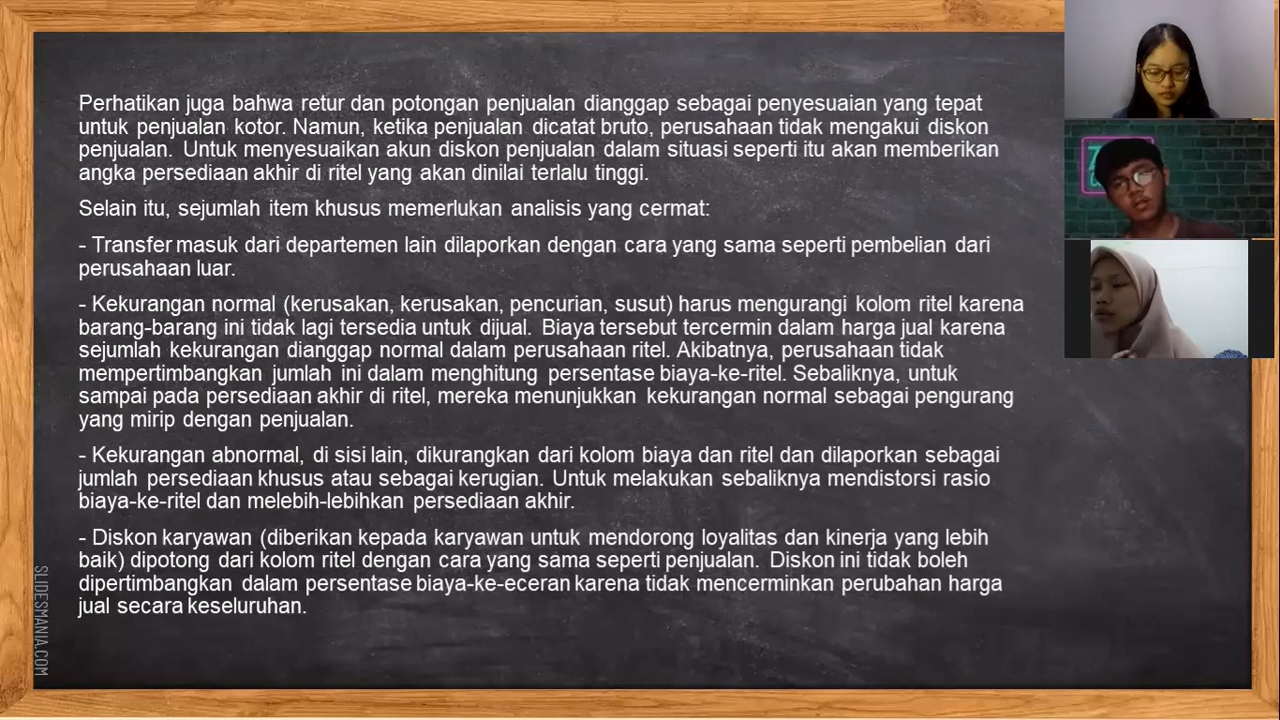 Perhatikan juga bahwa retur dan potongan penjualan dianggap sebagai penyesuaian yang tepat
untuk penjualan kotor. Namun, ketika penjualan dicatat bruto, perusahaan tidak mengakui diskon
penjualan. Untuk menyesuaikan akun diskon penjualan dalam situasi seperti itu akan memberikan
angka persediaan akhir di ritel yang akan dinilai terlalu tinggi.
Selain itu, sejumlah item khusus memerlukan analisis yang cermat:
- Transfer masuk dari departemen lain dilaporkan dengan cara yang sama seperti pembelian dari
perusahaan luar.
- Kekurangan normal (kerusakan, kerusakan, pencurian, susut) harus mengurangi kolom ritel karena
barang-barang ini tidak lagi tersedia untuk dijual. Biaya tersebut tercermin dalam harga jual karena
sejumlah kekurangan dianggap normal dalam perusahaan ritel. Akibatnya, perusahaan tidak
mempertimbangkan jumlah ini dalam menghitung persentase biaya-ke-ritel. Sebaliknya, untuk
sampai pada persediaan akhir di ritel, mereka menunjukkan kekurangan normal sebagai pengurang
yang mirip dengan penjualan.
- Kekurangan abnormal, di sisi lain, dikurangkan dari kolom biaya dan ritel dan dilaporkan sebagai
jumlah persediaan khusus atau sebagai kerugian. Untuk melakukan sebaliknya mendistorsi rasio
biaya-ke-ritel dan melebih-lebihkan persediaan akhir.
- Diskon karyawan (diberikan kepada karyawan untuk mendorong loyalitas dan kinerja yang lebih
baik) dipotong dari kolom ritel dengan cara yang sama seperti penjualan. Diskon ini tidak boleh
dipertimbangkan dalam persentase biaya-ke-eceran karena tidak mencerminkan perubahan harga
jual secara keseluruhan.
SLIDESMANIA.COM